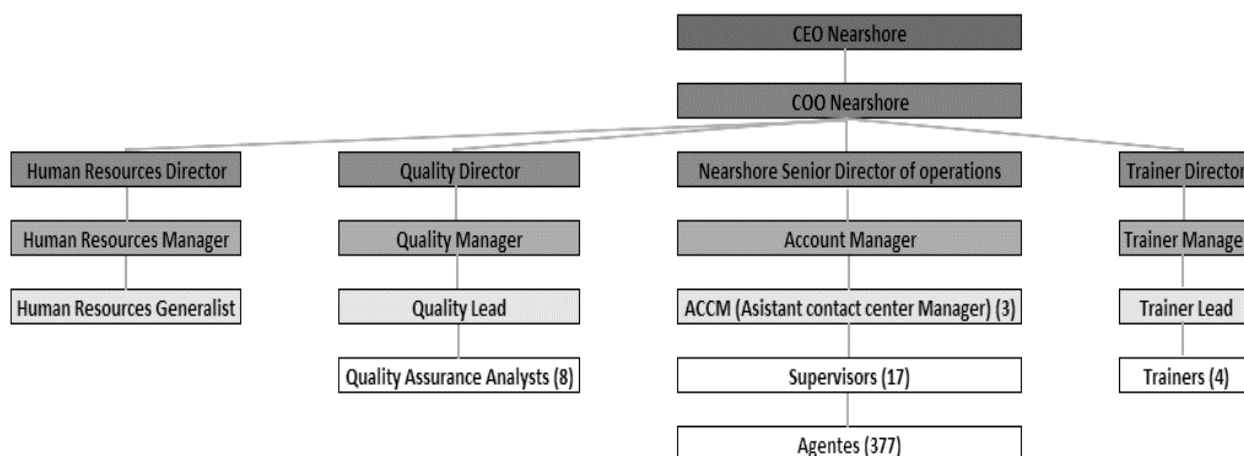 CEO Nearshore
COO Nearshore
Human Resources Director
Quality Director
Nearshore Senior Director of operations
Trainer Director
Human Resources Manager
Quality Manager
Account Manager
Trainer Manager
Human Resources Generalist
Quality Lead
ACCM (Asistant contact center Manager) (3)
Trainer Lead
Quality Assurance Analysts (8)
Supervisors (17)
Trainers (4)
Agentes (377)